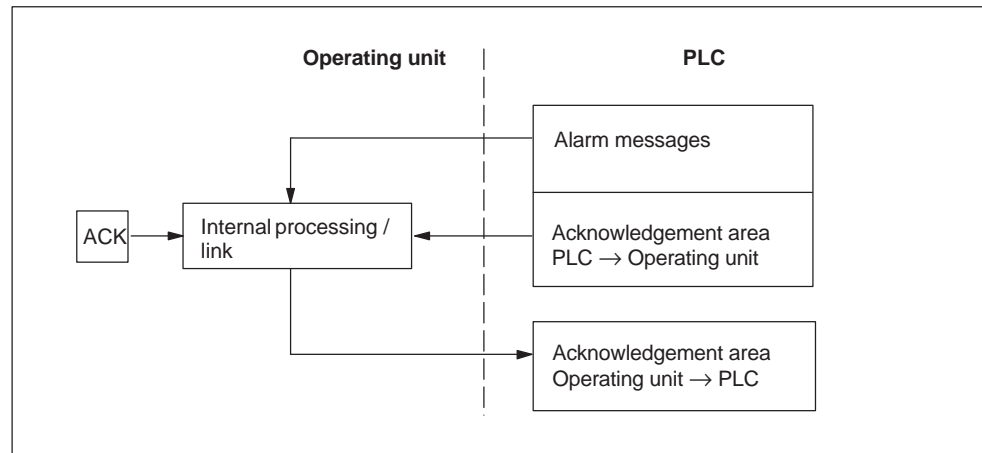 Operating unit
PLC
Alarm messages
ACK
Internal processing /
link
Acknowledgement area
PLC → Operating unit
Acknowledgement area
Operating unit → PLC